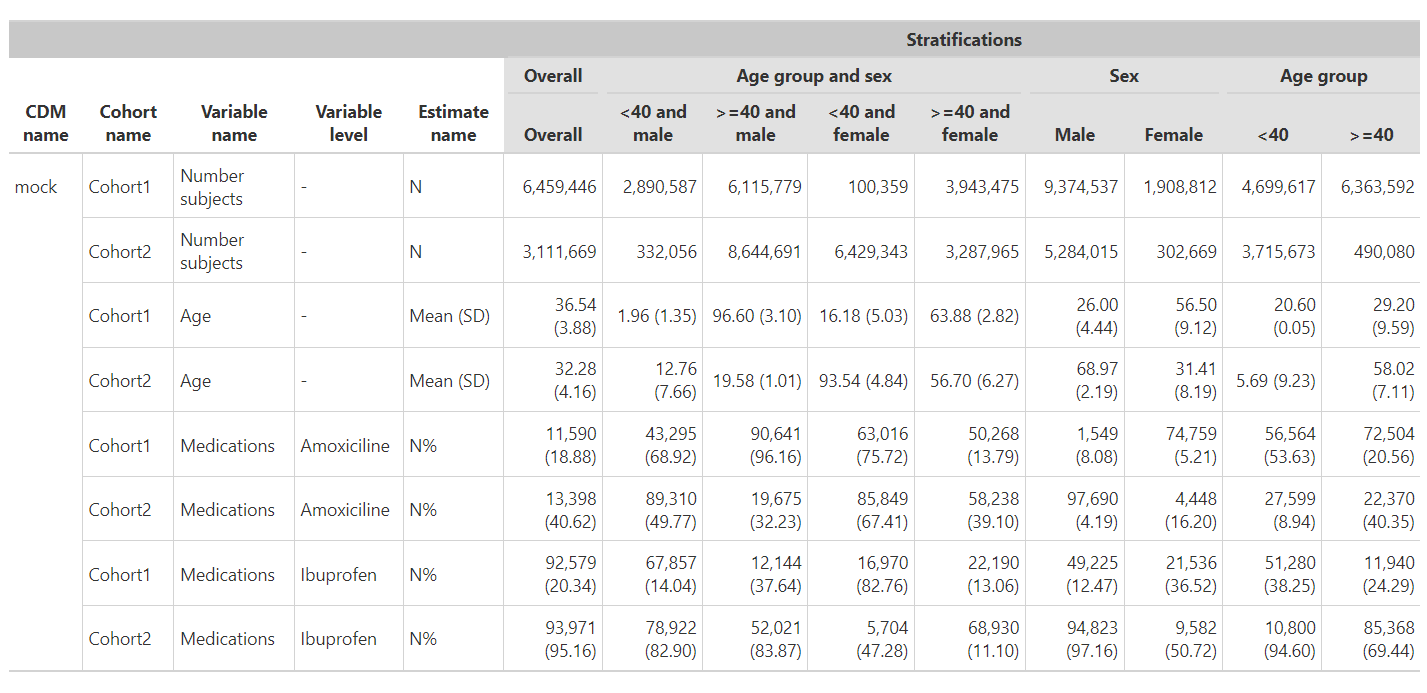 Stratifications
Overall Age group and sex Sex Age group
CDM name Cohort name Variable name Variable level Estimate name Overall <40 and male >=40 and male <40 and female >=40 and female Male Female <40 >=40
mock Cohort1 Number subjects - N 6,459,446 2,890,587 6,115,779 100,359 3,943,475 9,374,537 1,908,812 4,699,617 6,363,592
Cohort2 Number subjects - N 3,111,669 332,056 8,644,691 6,429,343 3,287,965 5,284,015 302,669 3,715,673 490,080
Cohort1 Age - Mean (SD) 36.54 (3.88) 1.96 (1.35) 96.60 (3.10) 16.18 (5.03) 63.88 (2.82) 26.00 (4.44) 56.50 (9.12) 20.60 (0.05) 29.20 (9.59)
Cohort2 Age - Mean (SD) 32.28 (4.16) 12.76 (7.66) 19.58 (1.01) 93.54 (4.84) 56.70 (6.27) 68.97 (2.19) 31.41 (8.19) 5.69 (9.23) 58.02 (7.11)
Cohort1 Medications Amoxiciline N% 11,590 (18.88) 43,295 (68.92) 90,641 (96.16) 63,016 (75.72) 50,268 (13.79) 1,549 (8.08) 74,759 (5.21) 56,564 (53.63) 72,504 (20.56)
Cohort2 Medications Amoxiciline N% 13,398 (40.62) 89,310 (49.77) 19,675 (32.23) 85,849 (67.41) 58,238 (39.10) 97,690 (4.19) 4,448 (16.20) 27,599 (8.94) 22,370 (40.35)
Cohort1 Medications Ibuprofen N% 92,579 (20.34) 67,857 (14.04) 12,144 (37.64) 16,970 (82.76) 22,190 (13.06) 49,225 (12.47) 21,536 (36.52) 51,280 (38.25) 11,940 (24.29)
Cohort2 Medications Ibuprofen N% 93,971 (95.16) 78,922 (82.90) 52,021 (83.87) 5,704 (47.28) 68,930 (11.10) 94,823 (97.16) 9,582 (50.72) 10,800 (94.60) 85,368 (69.44)